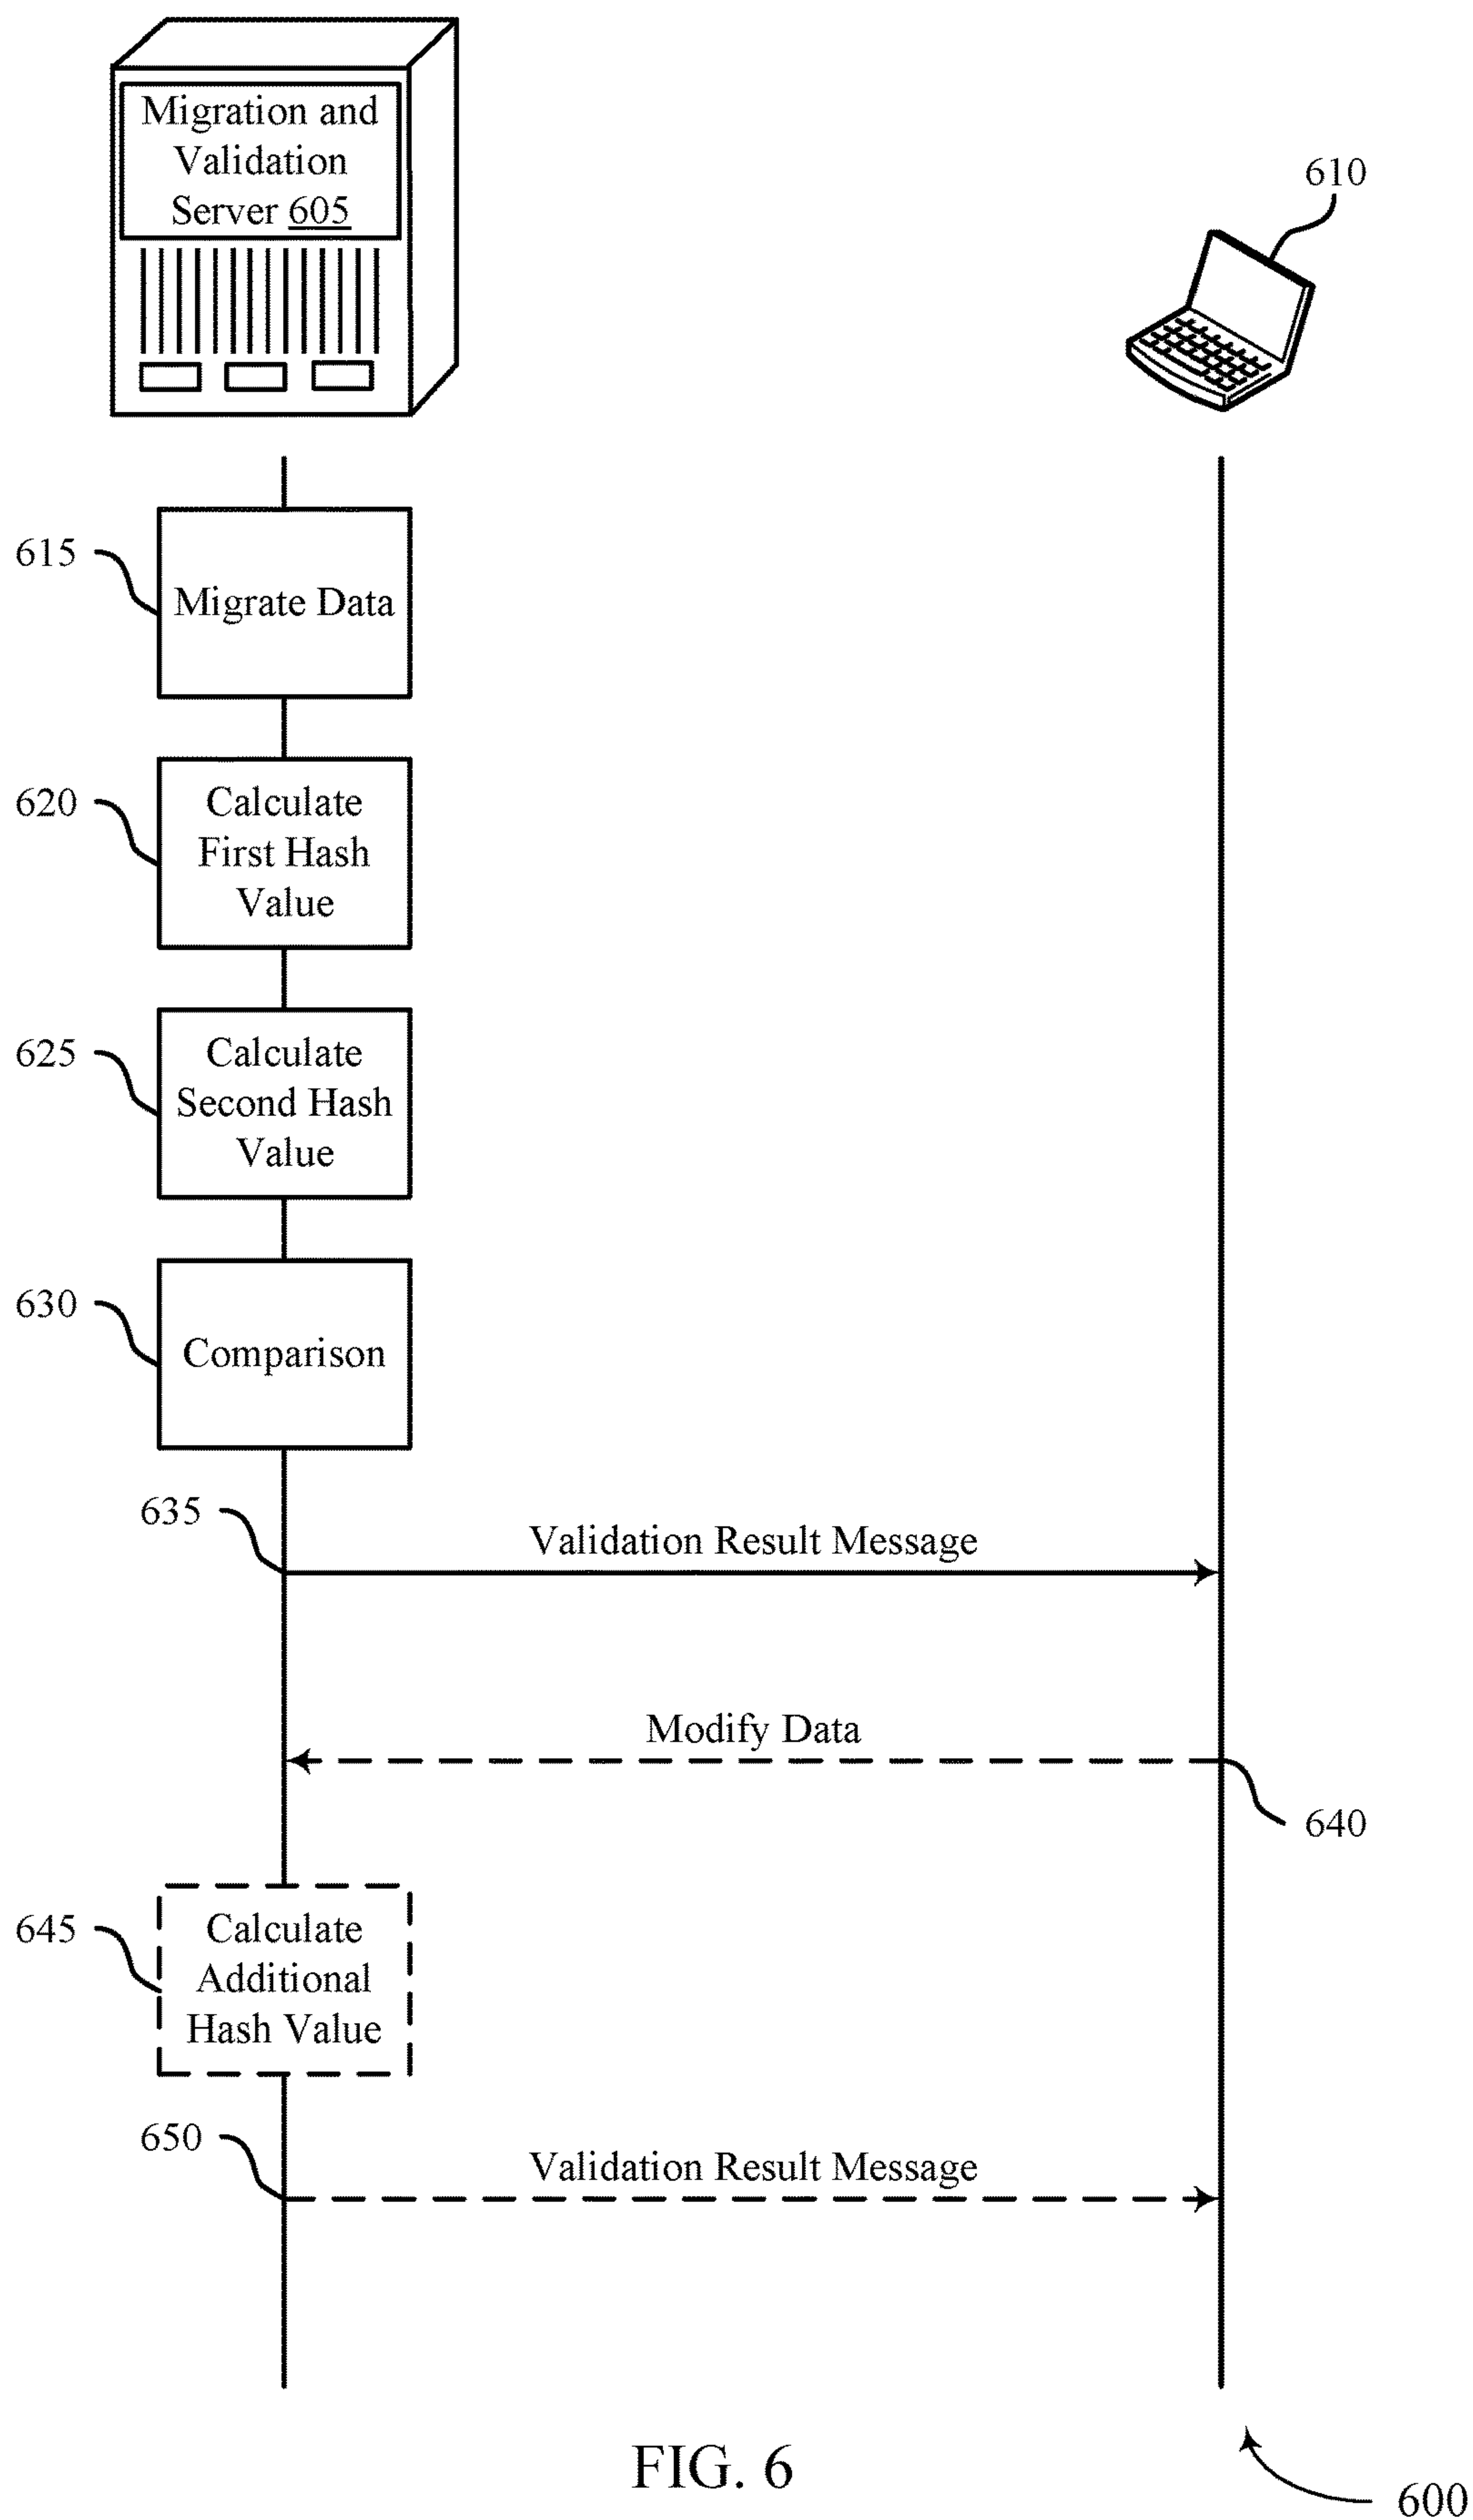 Migration and
Validation
Server 605
610
615
Migrate Data
620
Calculate
First Hash
Value
625
Calculate
Second Hash
Value
630
Comparison
635
Validation Result Message
Modify Data
640
645
Calculate
Additional
Hash Value
650
Validation Result Message
FIG. 6
600